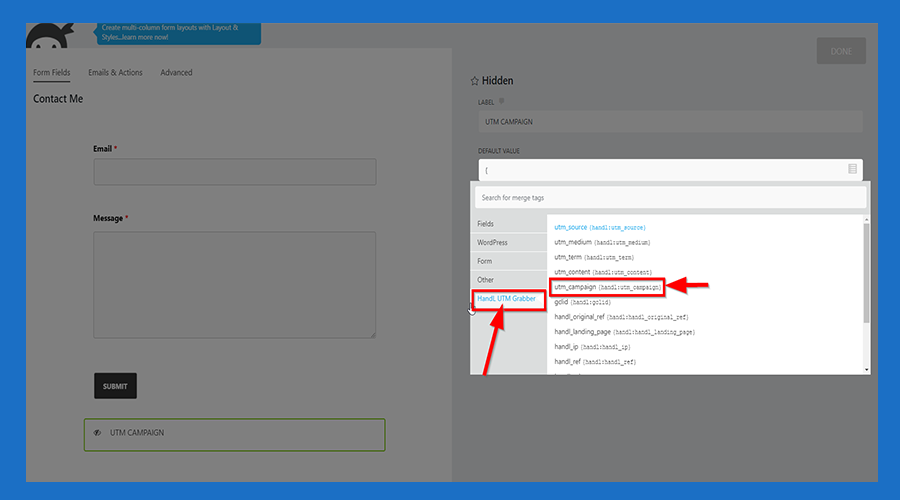 Create multi-column form layouts with Layout &
Styles...learn more now!
DONE
Form Fields
Emails & Actions
Advanced
Contact Me
Email *
Message *
SUBMIT
UTM CAMPAIGN
Hidden
LABEL
UTM CAMPAIGN
DEFAULT VALUE
{
Search for merge tags
Fields
WordPress
Form
Other
HandL UTM Grabber
utm_source {handl:utm_source}
utm_medium {handl:utm_medium}
utm_term {handl:utm_term}
utm_content {handl:utm_content}
utm_campaign {handl:utm_campaign}
gclid {handl:gclid}
handl_original_ref {handl:handl_original_ref}
handl_landing_page {handl:handl_landing_page}
handl_ip {handl:handl_ip}
handl_ref {handl:handl_ref}